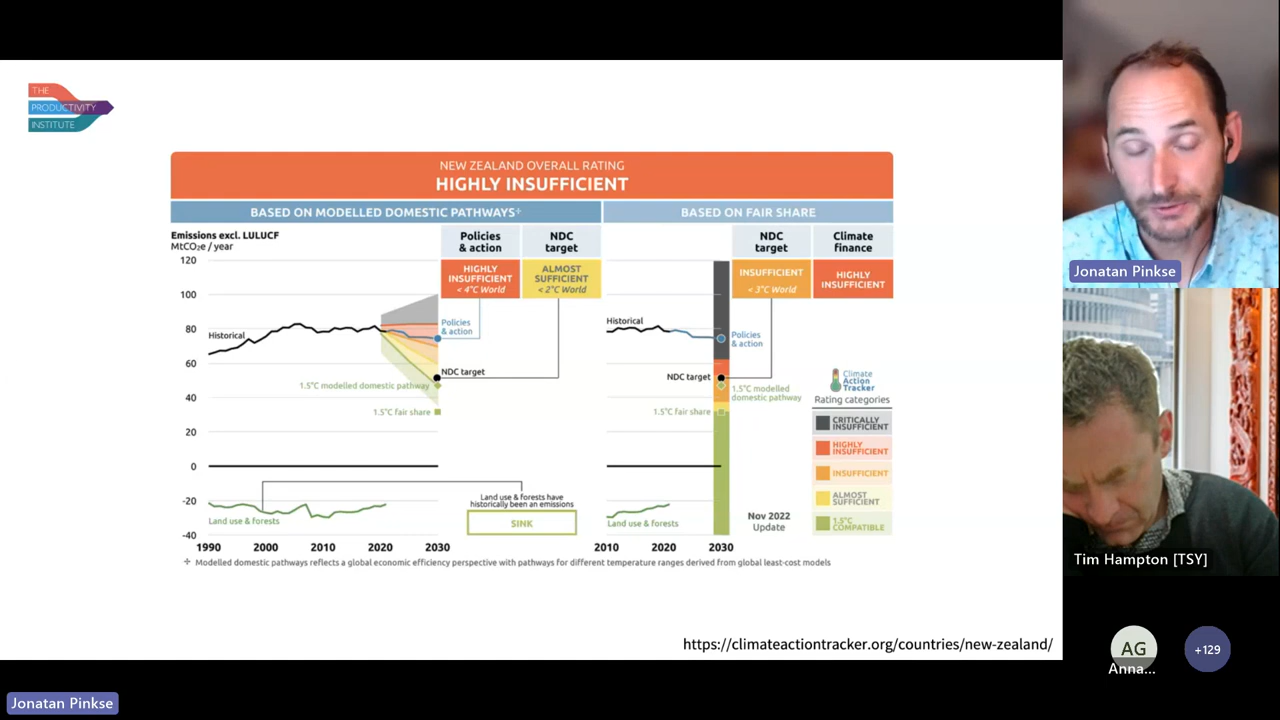 THE
PRODUCTIVITY
INSTITUTE
NEW ZEALAND OVERALL RATING
HIGHLY INSUFFICIENT
BASED ON MODELLED DOMESTIC PATHWAYS✢
BASED ON FAIR SHARE
Emissions excl. LULUCF
MtCO₂e / year
Policies
& action
NDC
target
NDC
target
Climate
finance
HIGHLY
INSUFFICIENT
< 4°C World
ALMOST
SUFFICIENT
< 2°C World
INSUFFICIENT
< 3°C World
HIGHLY
INSUFFICIENT
120
100
80
60
40
20
0
-20
-40
Historical
Policies
& action
NDC target
1.5°C modelled domestic pathway
1.5°C fair share
Land use & forests
Land use & forests have
historically been an emissions
SINK
1990
2000
2010
2020
2030
Historical
Policies
& action
NDC target
1.5°C modelled
domestic pathway
1.5°C fair share
Land use & forests
2010
2020
2030
Nov 2022
Update
Climate
Action
Tracker
Rating categories
CRITICALLY
INSUFFICIENT
HIGHLY
INSUFFICIENT
INSUFFICIENT
ALMOST
SUFFICIENT
1.5°C
COMPATIBLE
✢ Modelled domestic pathways reflects a global economic efficiency perspective with pathways for different temperature ranges derived from global least-cost models
https://climateactiontracker.org/countries/new-zealand/
Jonatan Pinkse
Tim Hampton [TSY]
AG
Anna...
+129
Jonatan Pinkse